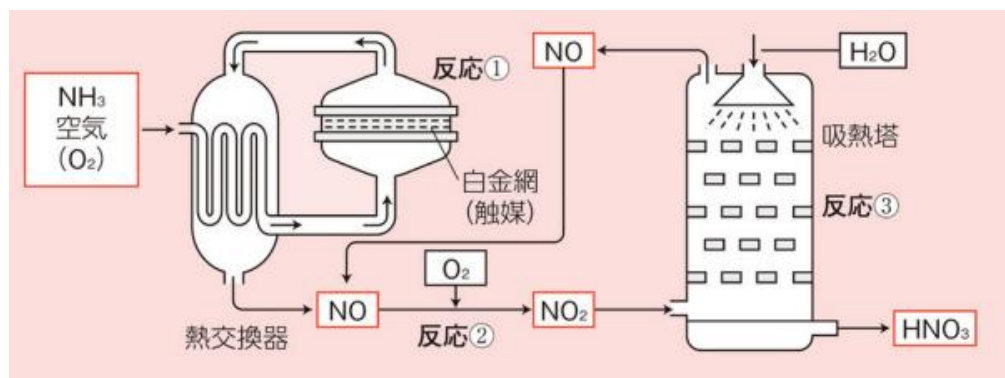 NH₃
空気
(O₂)
反応①
白金網
(触媒)
熱交換器
NO
NO
O₂
反応②
NO₂
H₂O
吸熱塔
反応③
HNO₃